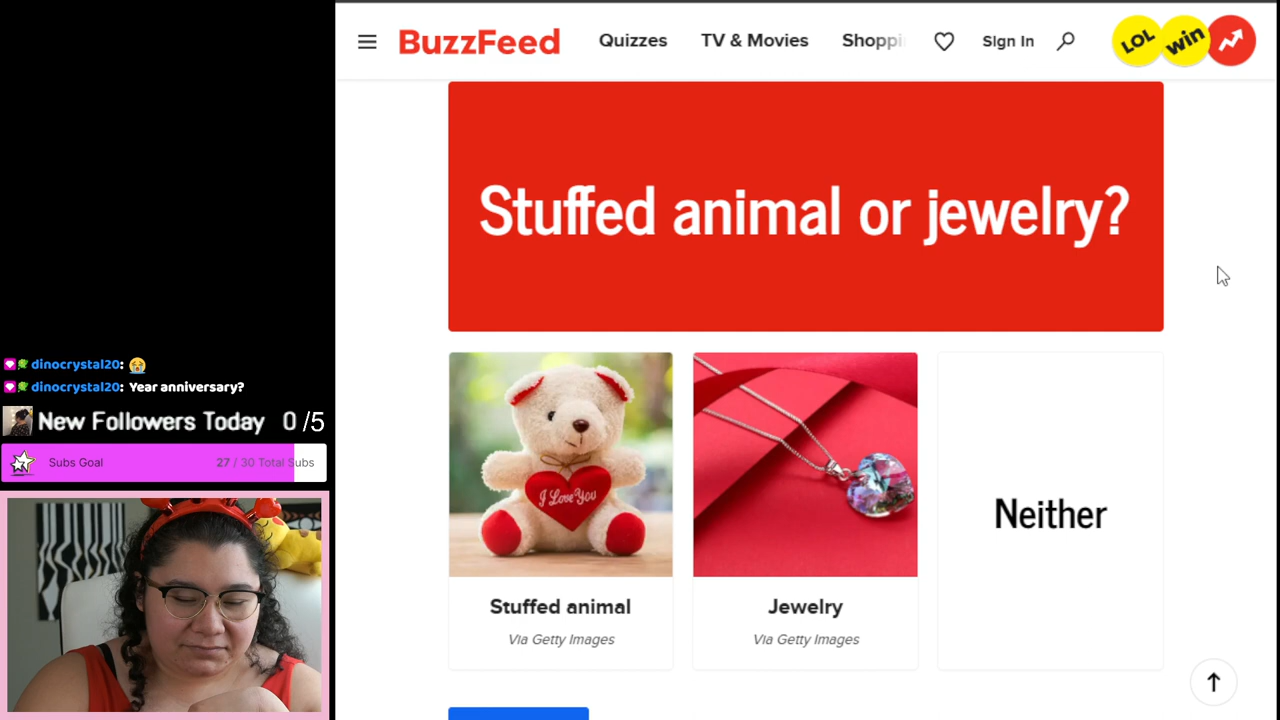 BuzzFeed
Quizzes
TV & Movies
Shoppi
Sign In
LOL
win
Stuffed animal or jewelry?
I Love You
Stuffed animal
Via Getty Images
Jewelry
Via Getty Images
Neither
dinocrystal20: 😭
dinocrystal20: Year anniversary?
New Followers Today 0 /5
Subs Goal 27 / 30 Total Subs